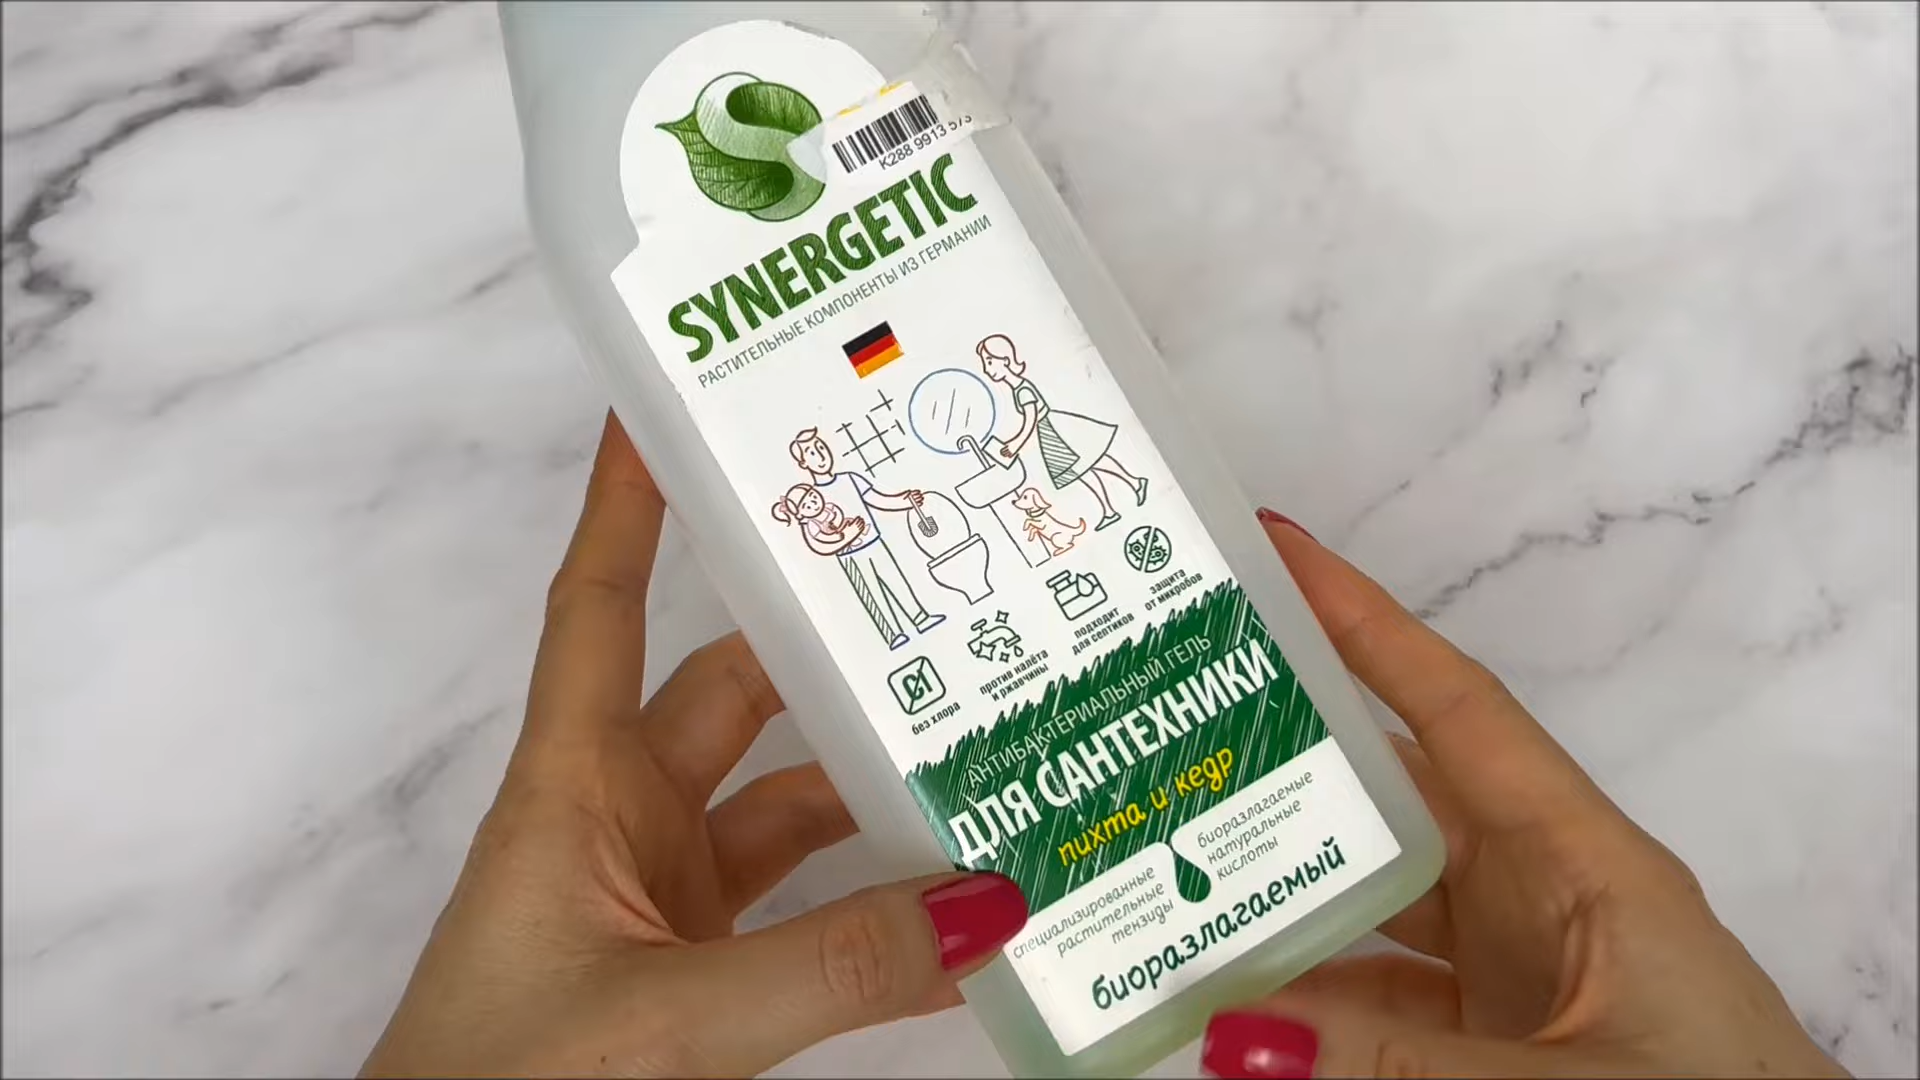 K288 9913 573
SYNERGETIC
РАСТИТЕЛЬНЫЕ КОМПОНЕНТЫ ИЗ ГЕРМАНИИ
Cl
без хлора
против налёта
и ржавчины
подходит
для септиков
защита
от микробов
АНТИБАКТЕРИАЛЬНЫЙ ГЕЛЬ
ДЛЯ САНТЕХНИКИ
пихта и кедр
специализированные
растительные
тензиды
биоразлагаемые
натуральные
кислоты
биоразлагаемый